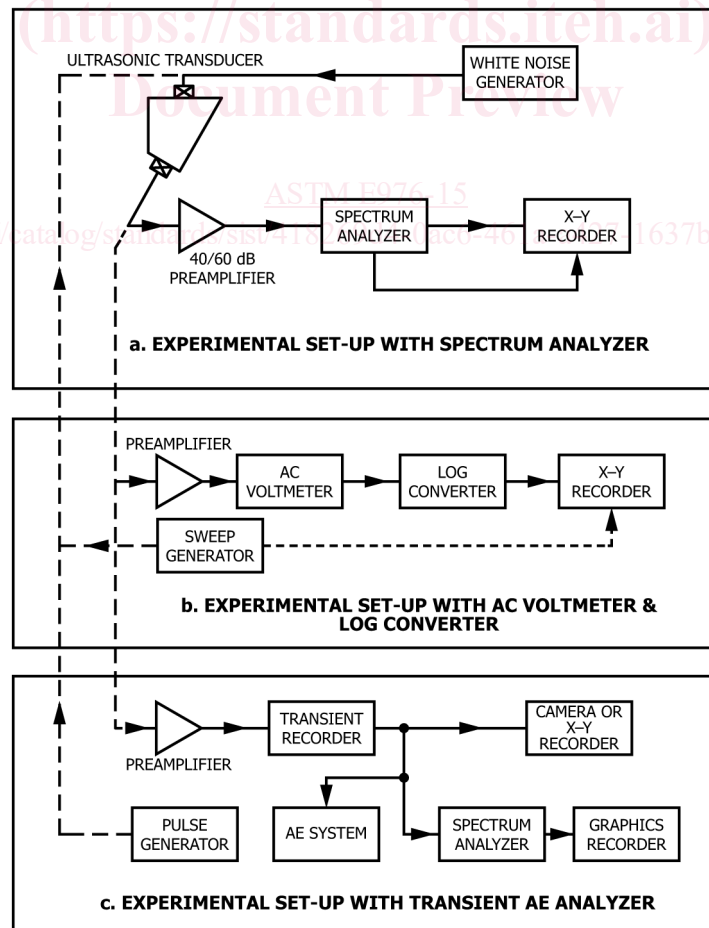 (https://standards.iteh.ai)
Document Preview
ULTRASONIC TRANSDUCER
WHITE NOISE
GENERATOR
ASTM E976-15
SPECTRUM
ANALYZER
X–Y
RECORDER
40/60 dB
PREAMPLIFIER
a. EXPERIMENTAL SET-UP WITH SPECTRUM ANALYZER
PREAMPLIFIER
AC
VOLTMETER
LOG
CONVERTER
X–Y
RECORDER
SWEEP
GENERATOR
b. EXPERIMENTAL SET-UP WITH AC VOLTMETER &
LOG CONVERTER
TRANSIENT
RECORDER
CAMERA OR
X–Y
RECORDER
PREAMPLIFIER
PULSE
GENERATOR
AE SYSTEM
SPECTRUM
ANALYZER
GRAPHICS
RECORDER
c. EXPERIMENTAL SET-UP WITH TRANSIENT AE ANALYZER